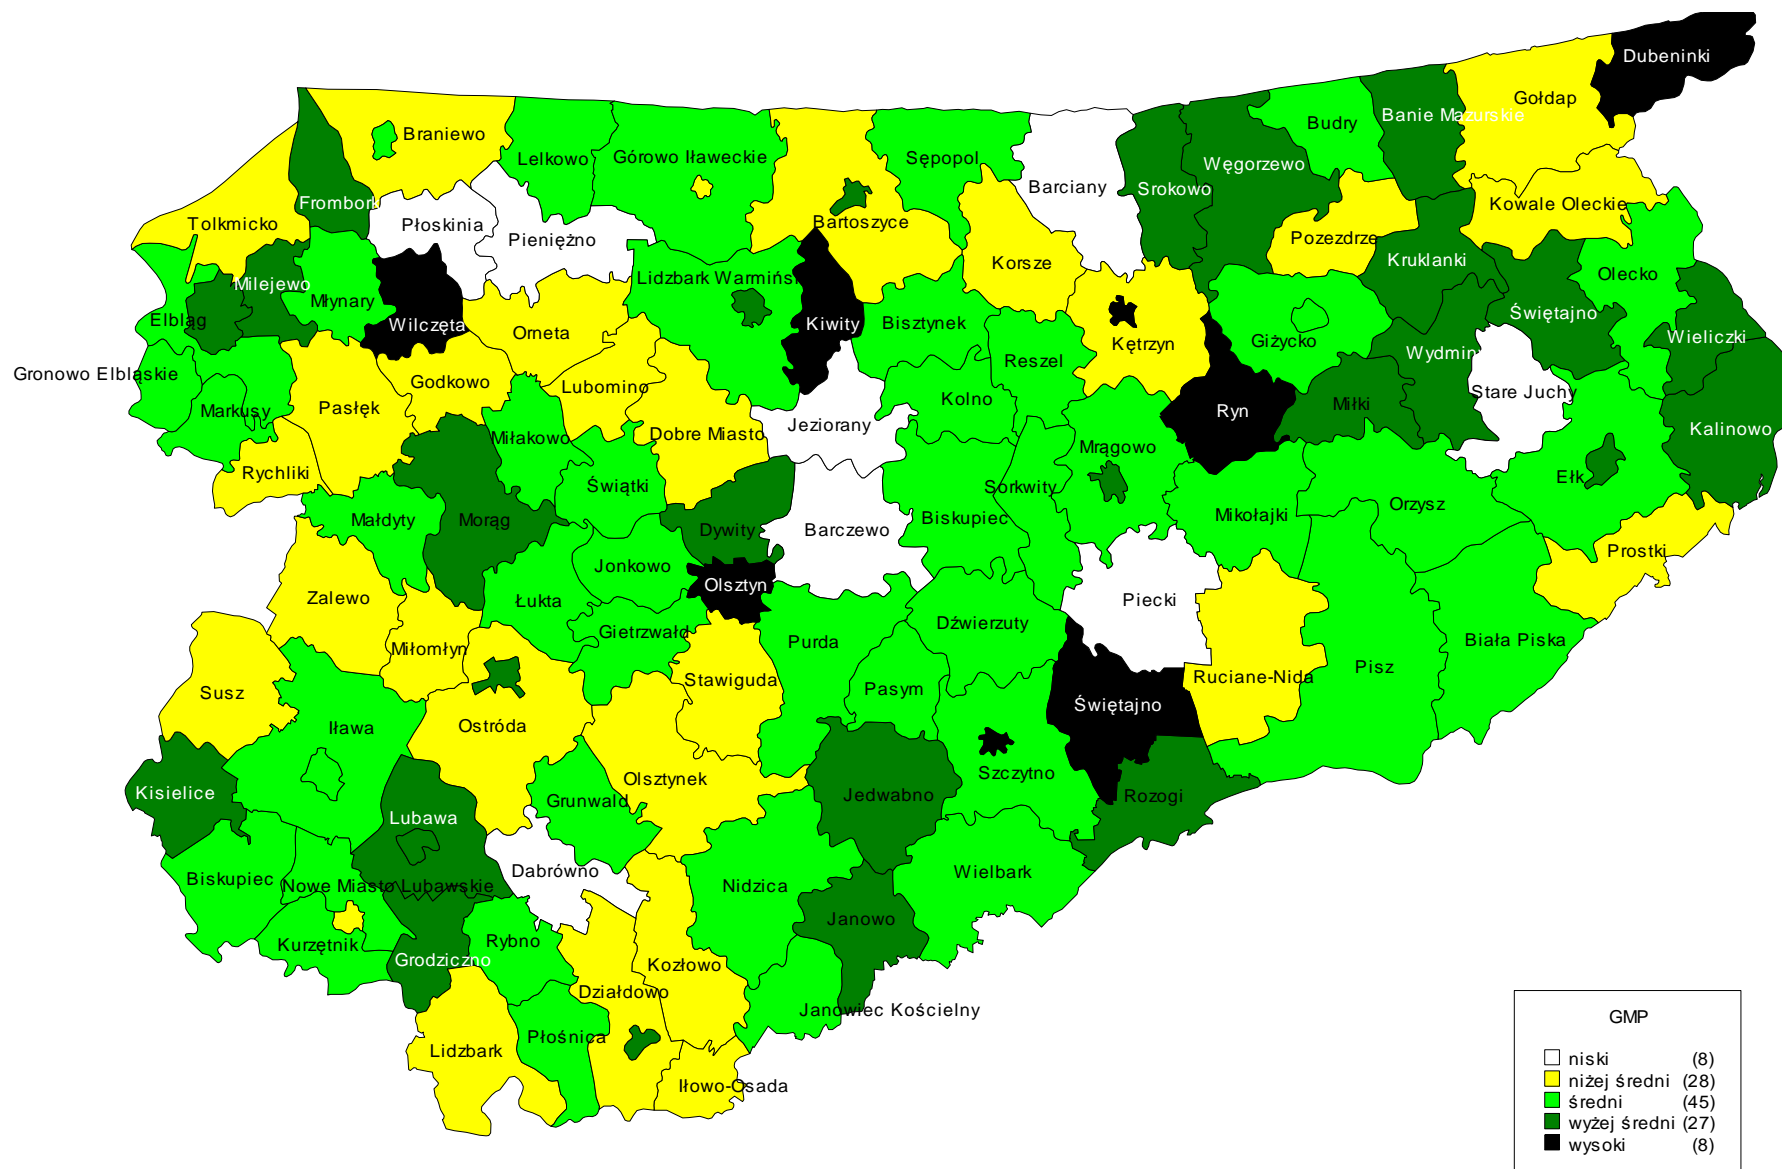 Dubeninki
Gołdap
Banie Mazurskie
Budry
Braniewo
Lelkowo
Górowo Iławeckie
Sępopol
Węgorzewo
Barciany
Srokowo
Frombork
Kowale Oleckie
Tolkmicko
Płoskinia
Pieniężno
Bartoszyce
Pozezdrze
Korsze
Kruklanki
Olecko
Milejewo
Młynary
Lidzbark Warmińs
Elbląg
Wilczęta
Orneta
Kiwity
Bisztynek
Kętrzyn
Giżycko
Świętajno
Wieliczki
Wydminy
Reszel
Gronowo Elbląskie
Godkowo
Lubomino
Stare Juchy
Markusy
Pasłęk
Kolno
Ryn
Miłki
Miłakowo
Dobre Miasto
Jeziorany
Mrągowo
Kalinowo
Rychliki
Świątki
Sorkwity
Ełk
Małdyty
Morąg
Dywity
Barczewo
Biskupiec
Mikołajki
Orzysz
Prostki
Jonkowo
Olsztyn
Zalewo
Łukta
Piecki
Gietrzwałd
Dźwierzuty
Miłomłyn
Purda
Biała Piska
Susz
Stawiguda
Pasym
Ruciane-Nida
Pisz
Iława
Ostróda
Świętajno
Kisielice
Olsztynek
Szczytno
Grunwald
Jedwabno
Rozogi
Lubawa
Biskupiec
Nowe Miasto Lubawskie
Dabrówno
Nidzica
Wielbark
Kurzętnik
Rybno
Janowo
Grodziczno
Kozłowo
Działdowo
Janowiec Kościelny
Lidzbark
Płośnica
Iłowo-Osada
GMP
niski (8)
niżej średni (28)
średni (45)
wyżej średni (27)
wysoki (8)